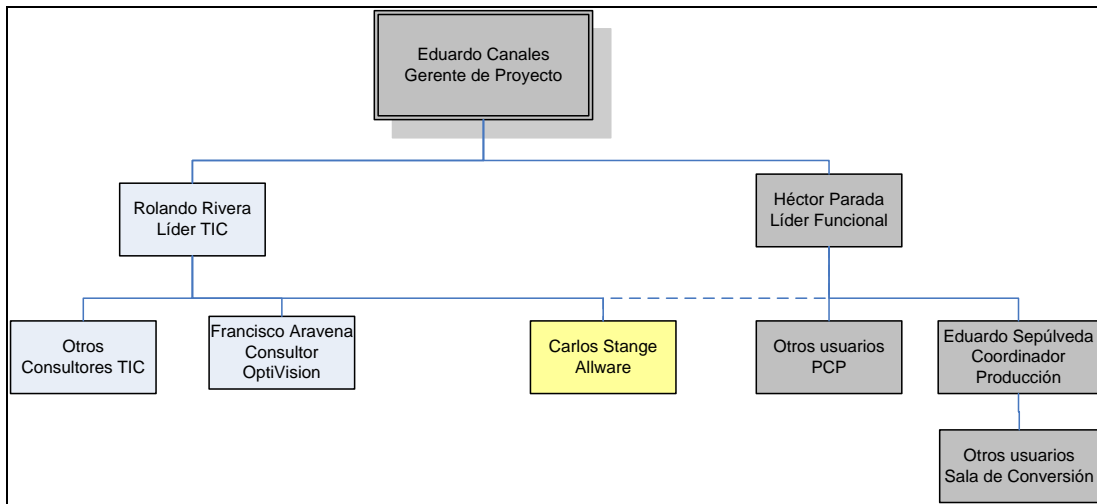 Eduardo Canales
Gerente de Proyecto
Rolando Rivera
Líder TIC
Héctor Parada
Líder Funcional
Otros
Consultores TIC
Francisco Aravena
Consultor
OptiVision
Carlos Stange
Allware
Otros usuarios
PCP
Eduardo Sepúlveda
Coordinador
Producción
Otros usuarios
Sala de Conversión